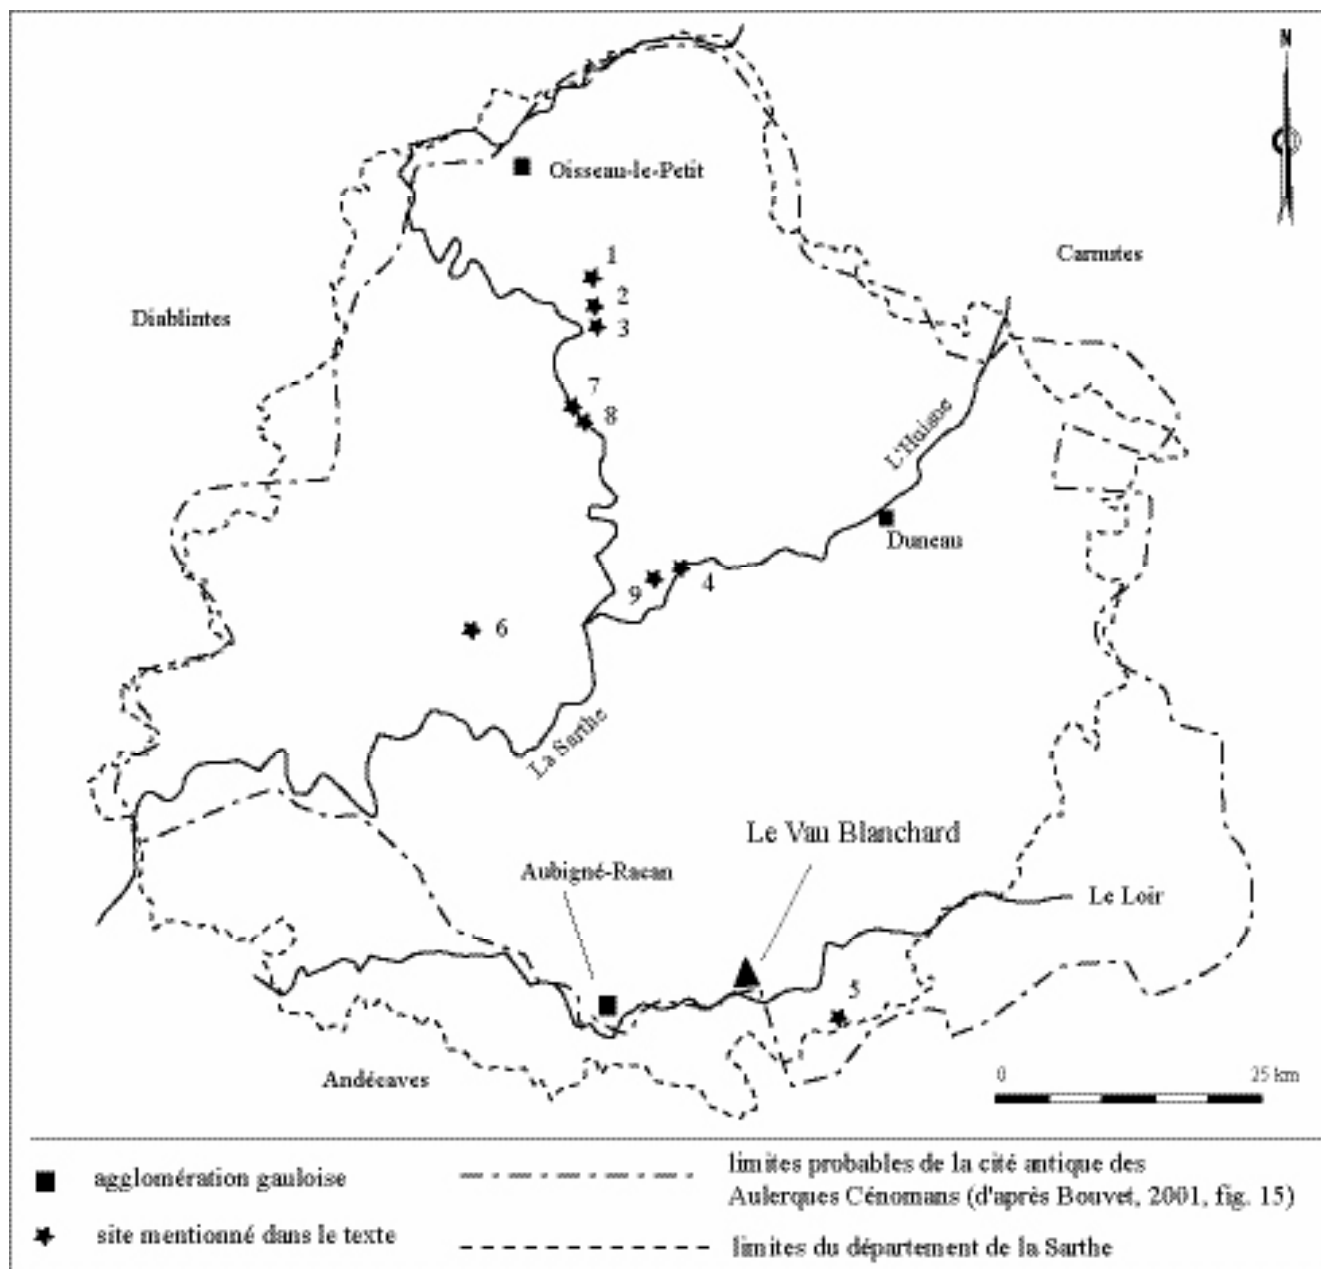 N
Oisseau-le-Petit
Carnutes
1
2
Diablintes
3
7
8
L'Huisne
Duneau
9
4
6
La Sarthe
Le Van Blanchard
Aubigné-Racan
Le Loir
5
Andécaves
0
25 km
agglomération gauloise
limites probables de la cité antique des
Aulerques Cénomans (d'après Bouvet, 2001, fig. 15)
site mentionné dans le texte
limites du département de la Sarthe